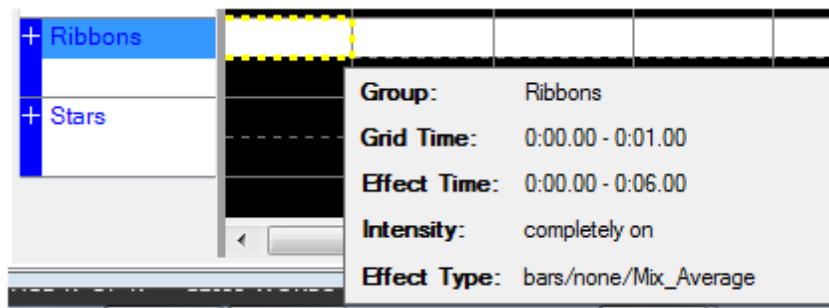 + Ribbons
+ Stars
Group: Ribbons
Grid Time: 0:00.00 - 0:01.00
Effect Time: 0:00.00 - 0:06.00
Intensity: completely on
Effect Type: bars/none/Mix_Average